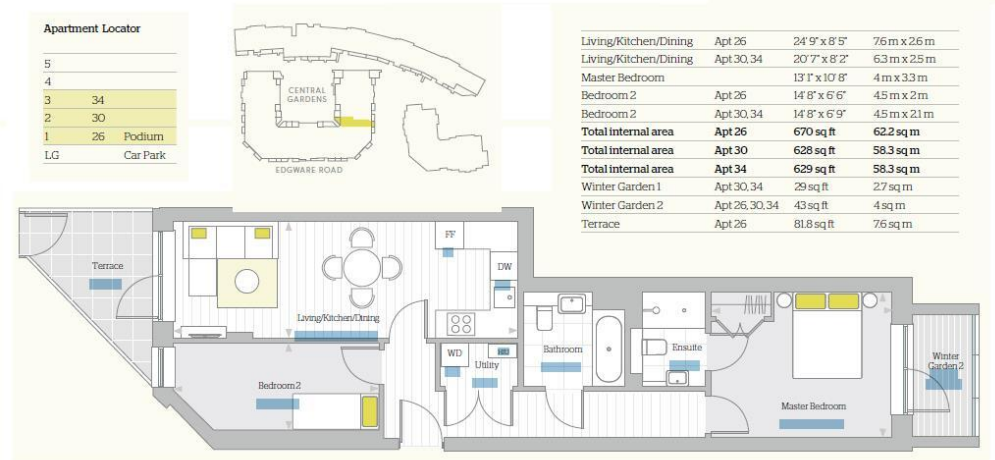 Apartment Locator
5
4
3 34
2 30
1 26 Podium
LG Car Park
CENTRAL
GARDENS
EDGWARE ROAD
Living/Kitchen/Dining Apt 26 24' 9" x 8' 5" 7.6 m x 2.6 m
Living/Kitchen/Dining Apt 30, 34 20' 7" x 8' 2" 6.3 m x 2.5 m
Master Bedroom 13' 1" x 10' 8" 4 m x 3.3 m
Bedroom 2 Apt 26 14' 8" x 6' 6" 4.5 m x 2 m
Bedroom 2 Apt 30, 34 14' 8" x 6' 9" 4.5 m x 2.1 m
Total internal area Apt 26 670 sq ft 62.2 sq m
Total internal area Apt 30 628 sq ft 58.3 sq m
Total internal area Apt 34 629 sq ft 58.3 sq m
Winter Garden 1 Apt 30, 34 29 sq ft 2.7 sq m
Winter Garden 2 Apt 26, 30, 34 43 sq ft 4 sq m
Terrace Apt 26 81.8 sq ft 7.6 sq m
FF
Terrace
DW
Living/Kitchen/Dining
WD
Utility
Bathroom
Ensuite
Winter
Garden 2
Bedroom 2
Master Bedroom